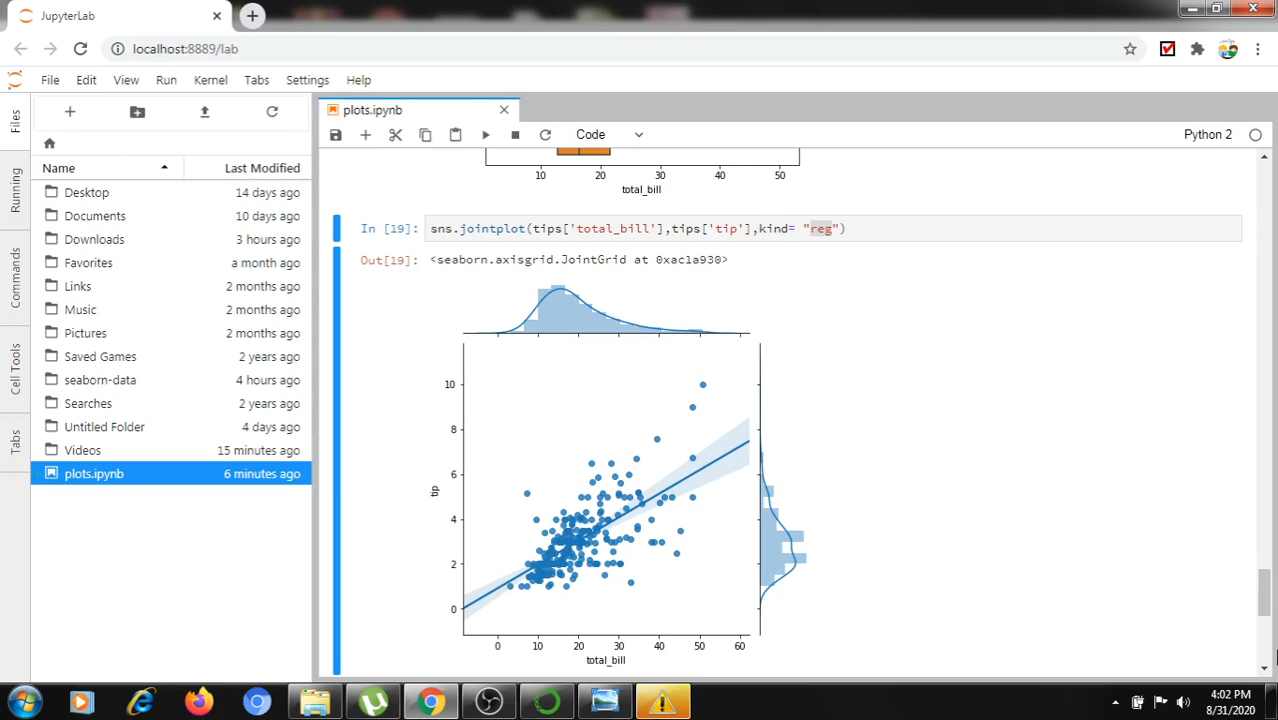 JupyterLab
localhost:8889/lab
File Edit View Run Kernel Tabs Settings Help
plots.ipynb
Code
Python 2
Files
Running
Commands
Cell Tools
Tabs
Name Last Modified
Desktop 14 days ago
Documents 10 days ago
Downloads 3 hours ago
Favorites a month ago
Links 2 months ago
Music 2 months ago
Pictures 2 months ago
Saved Games 2 years ago
seaborn-data 4 hours ago
Searches 2 years ago
Untitled Folder 4 days ago
Videos 15 minutes ago
plots.ipynb 6 minutes ago
10 20 30 40 50
total_bill
In [19]: sns.jointplot(tips['total_bill'],tips['tip'],kind= "reg")
Out[19]: <seaborn.axisgrid.JointGrid at 0xac1a930>
10
8
6
tip
4
2
0
0 10 20 30 40 50 60
total_bill
4:02 PM
8/31/2020